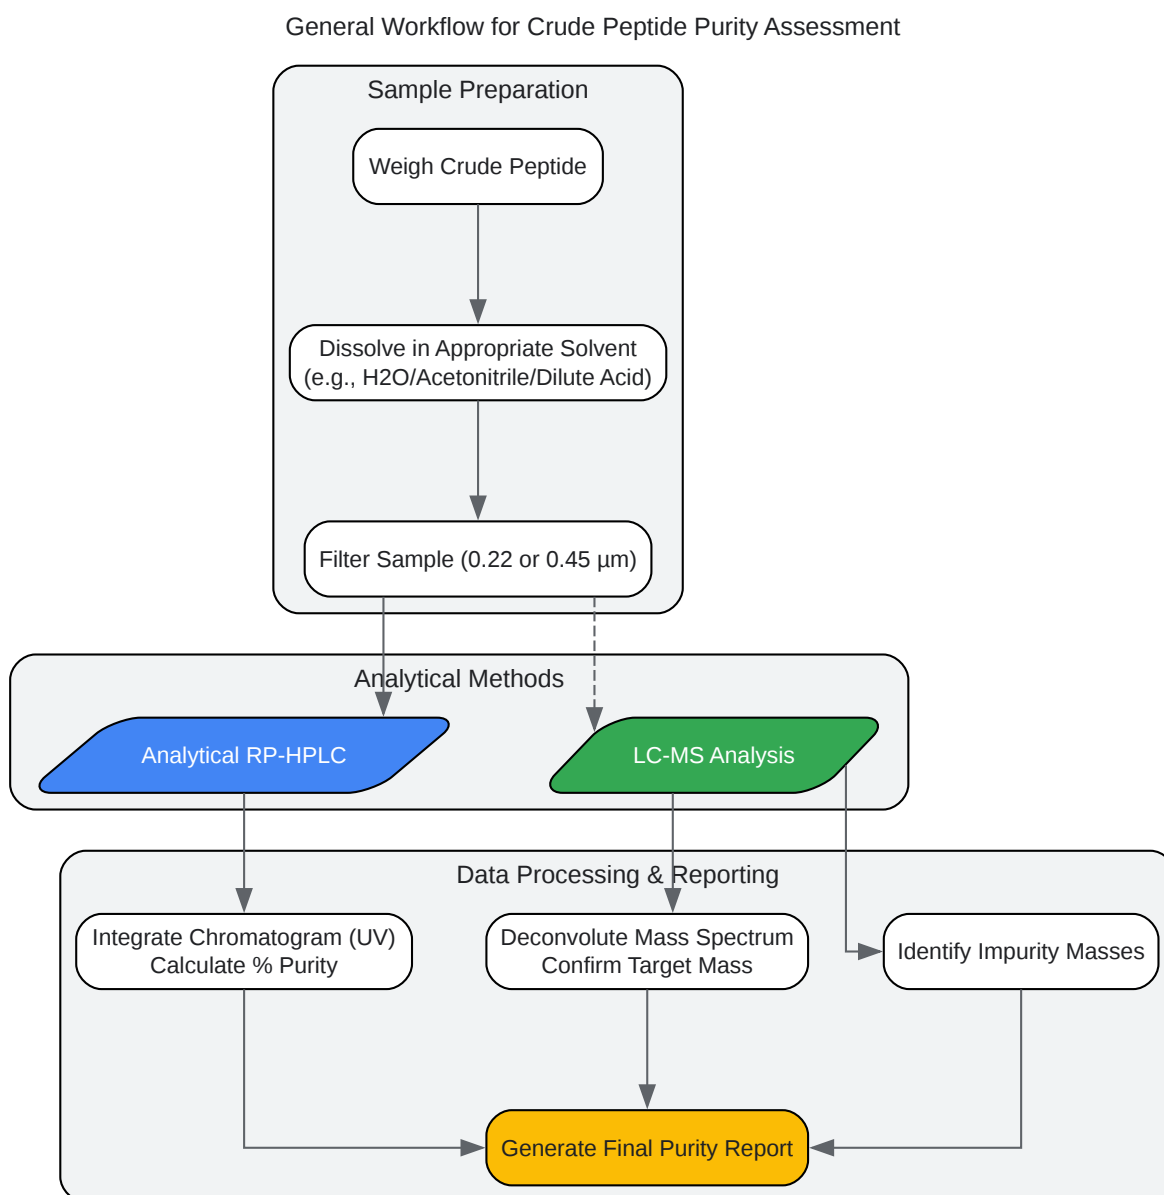 General Workflow for Crude Peptide Purity Assessment
Sample Preparation
Weigh Crude Peptide
Dissolve in Appropriate Solvent
(e.g., H2O/Acetonitrile/Dilute Acid)
Filter Sample (0.22 or 0.45 µm)
Analytical Methods
Analytical RP-HPLC
LC-MS Analysis
Data Processing & Reporting
Integrate Chromatogram (UV)
Calculate % Purity
Deconvolute Mass Spectrum
Confirm Target Mass
Identify Impurity Masses
Generate Final Purity Report